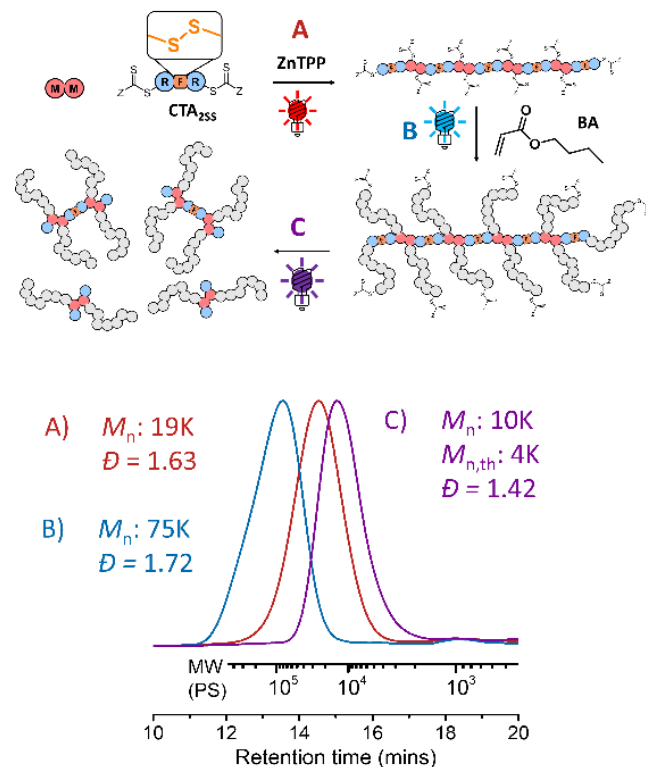 S S
A
ZnTPP
M M
Z S S R F R S S Z
CTA2SS
B
BA
O
O
C
A) Mn: 19K
Đ = 1.63
B) Mn: 75K
Đ = 1.72
C) Mn: 10K
Mn,th: 4K
Đ = 1.42
MW
(PS)
10⁵ 10⁴ 10³
10 12 14 16 18 20
Retention time (mins)